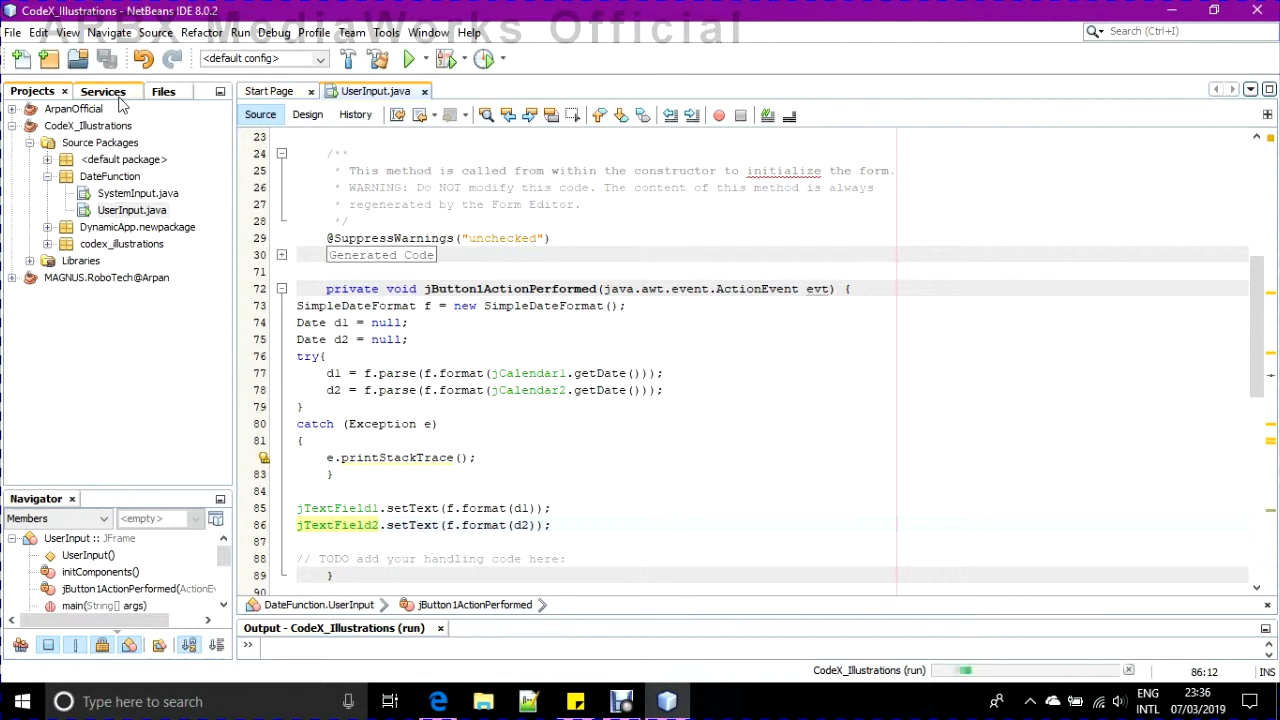 CodeX_Illustrations - NetBeans IDE 8.0.2
ARBX MediaWorks Official
File Edit View Navigate Source Refactor Run Debug Profile Team Tools Window Help
Search (Ctrl+I)
<default config>
Projects Services Files
Start Page UserInput.java
ArpanOfficial
CodeX_Illustrations
Source Packages
<default package>
DateFunction
SystemInput.java
UserInput.java
DynamicApp.newpackage
codex_illustrations
Libraries
MAGNUS.RoboTech@Arpan
Source Design History
23
24 /**
25 * This method is called from within the constructor to initialize the form.
26 * WARNING: Do NOT modify this code. The content of this method is always
27 * regenerated by the Form Editor.
28 */
29 @SuppressWarnings("unchecked")
30 Generated Code
71
72 private void jButton1ActionPerformed(java.awt.event.ActionEvent evt) {
73 SimpleDateFormat f = new SimpleDateFormat();
74 Date d1 = null;
75 Date d2 = null;
76 try{
77 d1 = f.parse(f.format(jCalendar1.getDate()));
78 d2 = f.parse(f.format(jCalendar2.getDate()));
79 }
80 catch (Exception e)
81 {
e.printStackTrace();
83 }
84
85 jTextField1.setText(f.format(d1));
86 jTextField2.setText(f.format(d2));
87
88 // TODO add your handling code here:
89 }
90
Navigator
Members <empty>
UserInput :: JFrame
UserInput()
initComponents()
jButton1ActionPerformed(ActionEv
main(String[] args)
DateFunction.UserInput jButton1ActionPerformed
Output - CodeX_Illustrations (run)
CodeX_Illustrations (run) 86:12 INS
Type here to search
ENG
INTL
23:36
07/03/2019